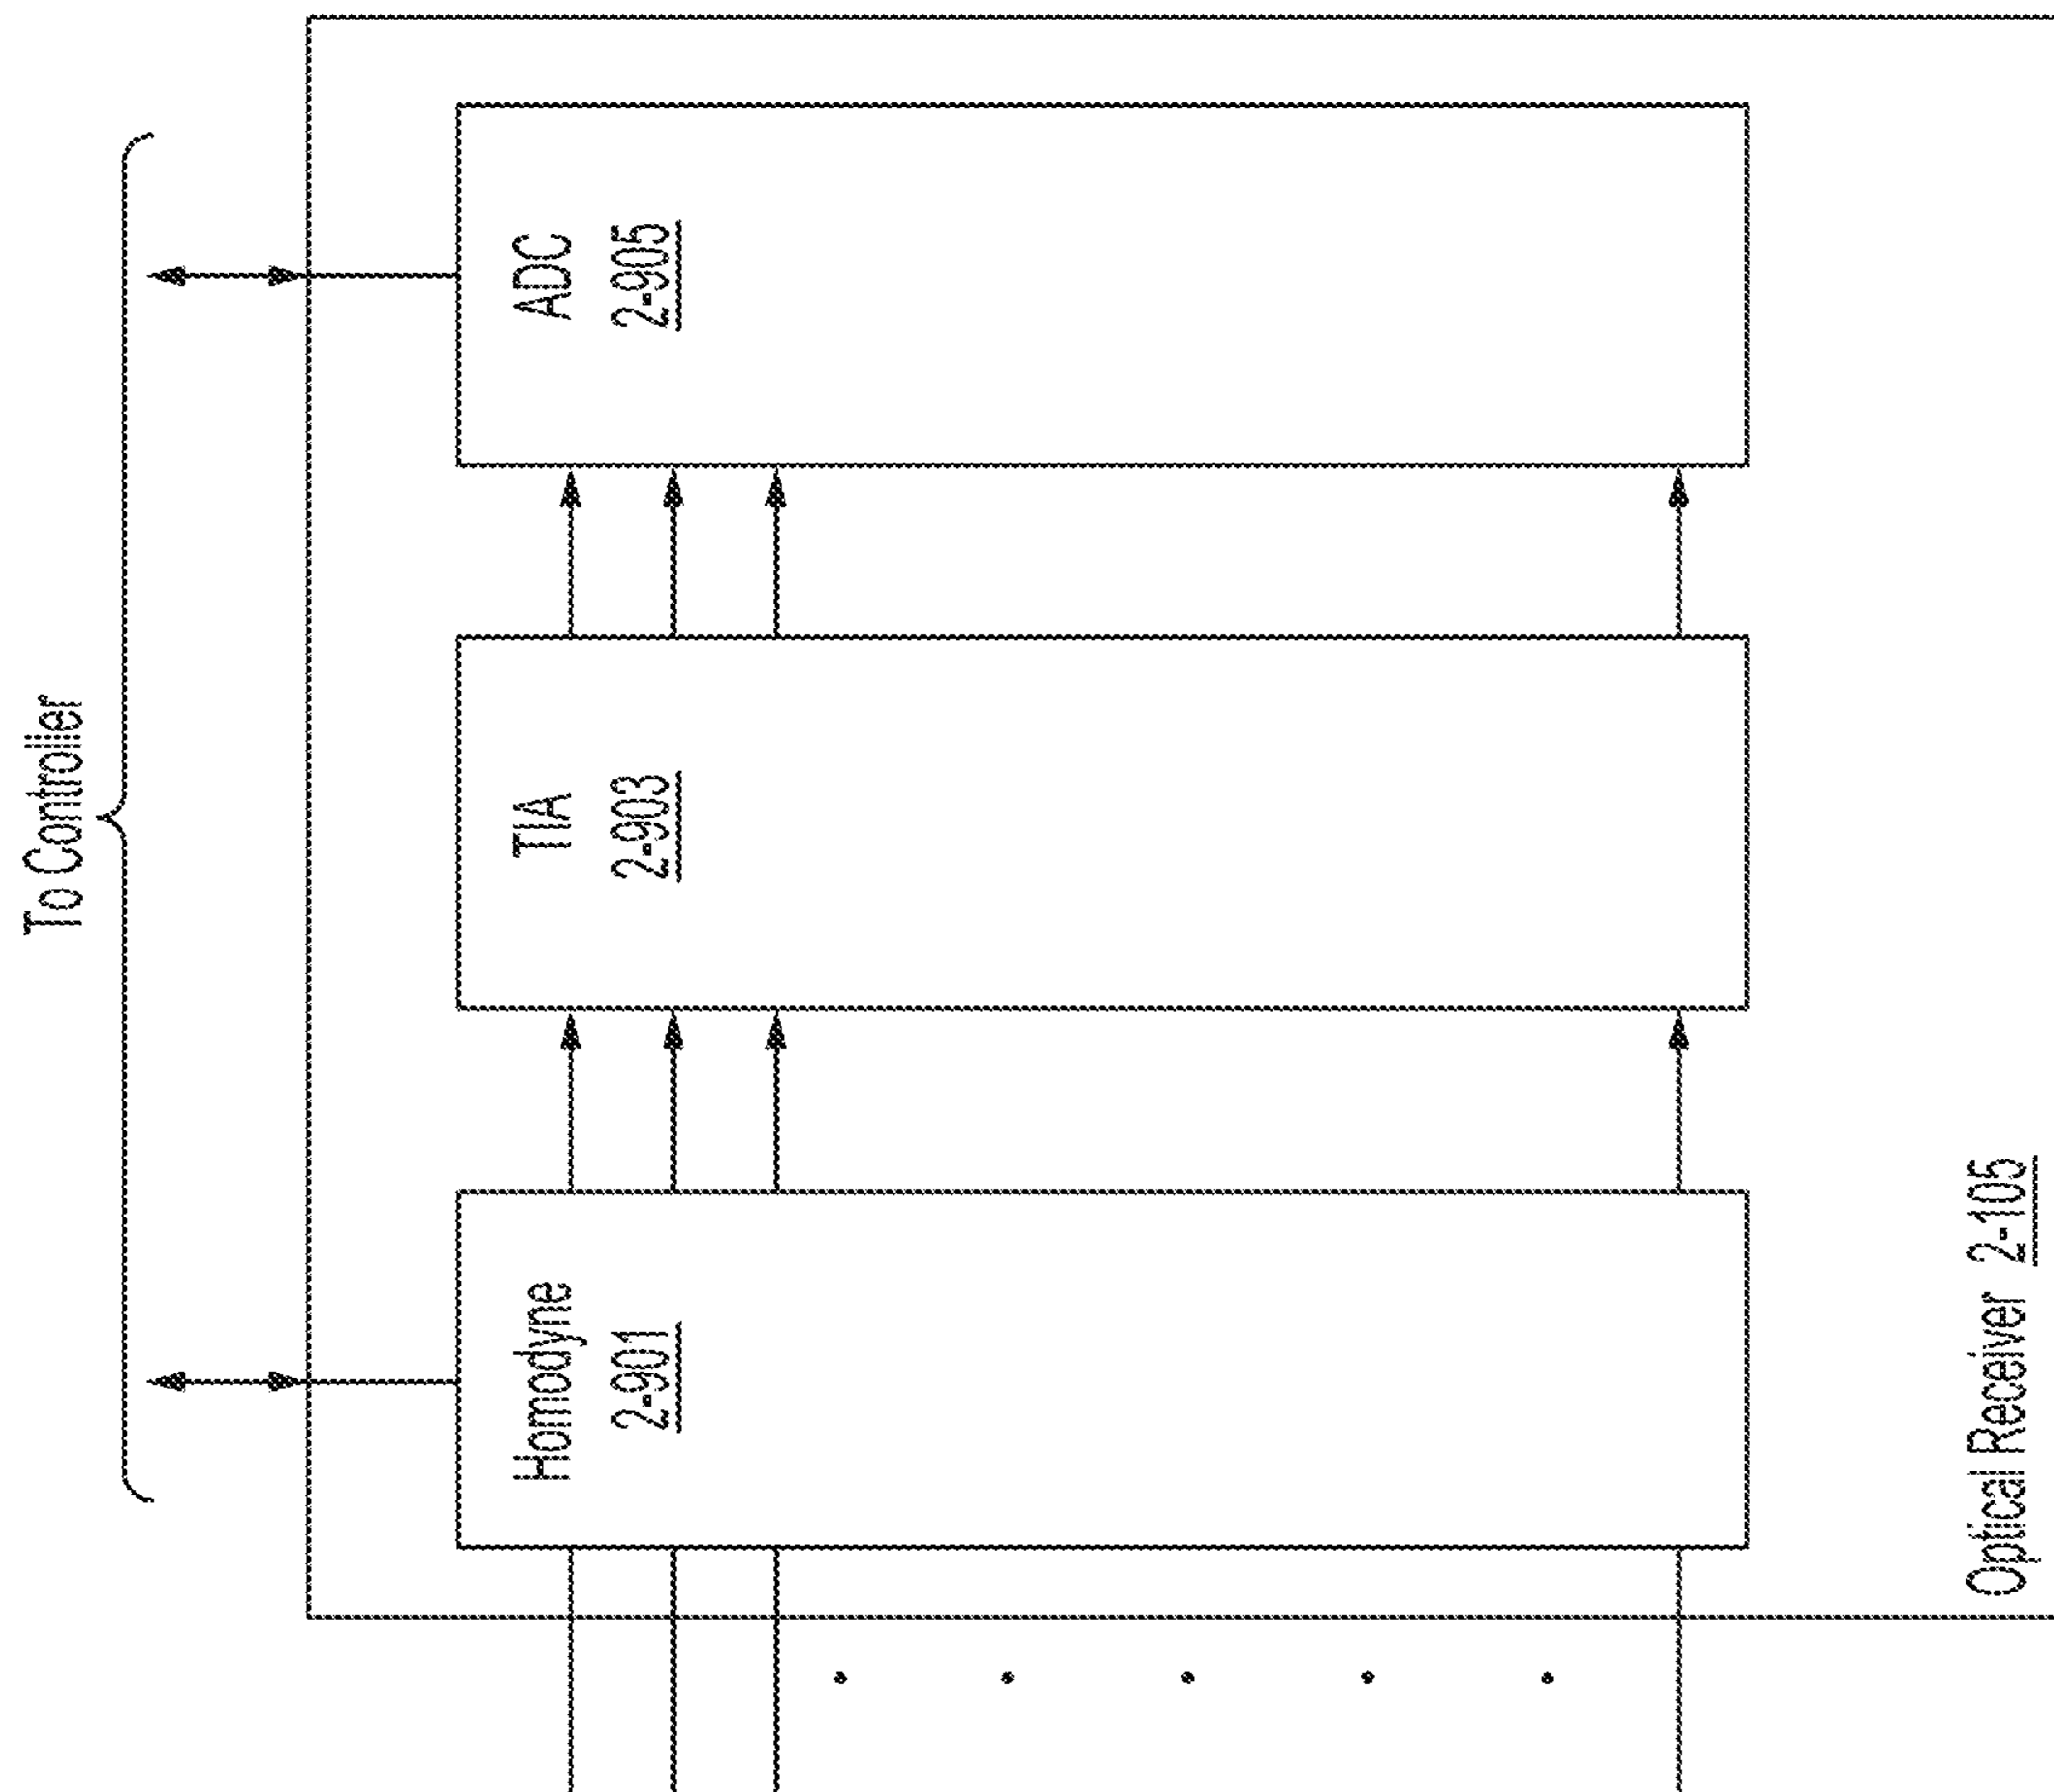 To Controller
Homodyne
2-901
TIA
2-903
ADC
2-905
Optical Receiver 2-105